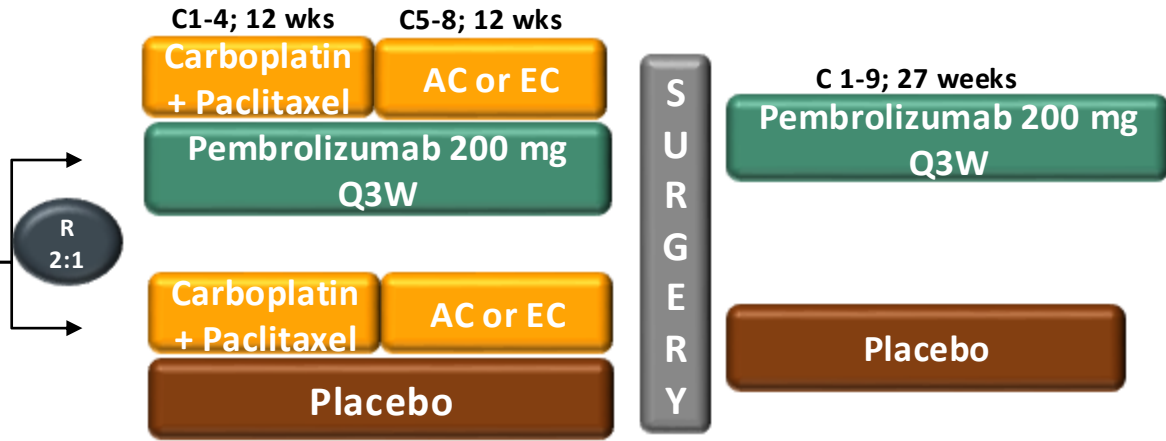 C1-4; 12 wks
C5-8; 12 wks
Carboplatin
+ Paclitaxel
AC or EC
Pembrolizumab 200 mg
Q3W
R
2:1
Carboplatin
+ Paclitaxel
AC or EC
Placebo
S
U
R
G
E
R
Y
C 1-9; 27 weeks
Pembrolizumab 200 mg
Q3W
Placebo